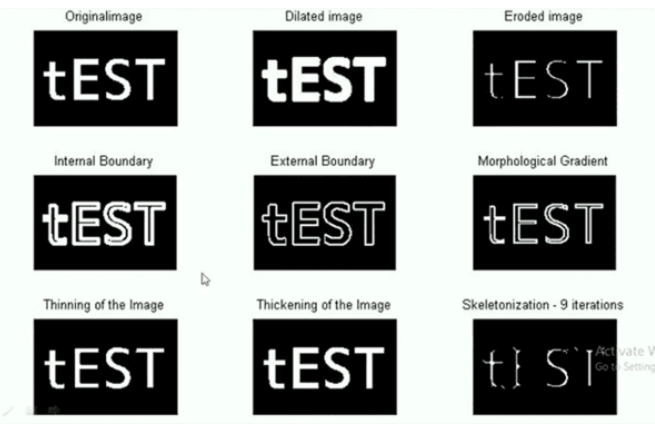 Originalimage
Dilated image
Eroded image
tEST
tEST
tEST
Internal Boundary
External Boundary
Morphological Gradient
tEST
tEST
tEST
Thinning of the Image
Thickening of the Image
Skeletonization - 9 iterations
tEST
tEST
t ST
Activate W
Go to Setting